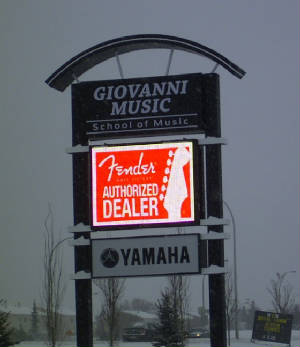 GIOVANNI
MUSIC
School of Music
Fender
AUTHORIZED
DEALER
YAMAHA